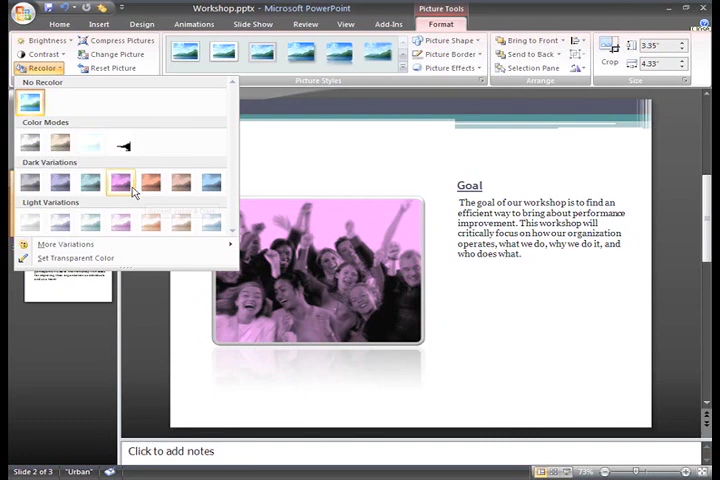 Workshop.pptx - Microsoft PowerPoint
Picture Tools
Home
Insert
Design
Animations
Slide Show
Review
View
Add-Ins
Format
Brightness
Contrast
Recolor
Compress Pictures
Change Picture
Reset Picture
Picture Shape
Picture Border
Picture Effects
Bring to Front
Send to Back
Selection Pane
Crop
3.35"
4.33"
Picture Styles
Arrange
Size
No Recolor
Color Modes
Dark Variations
Light Variations
More Variations
Set Transparent Color
Goal
The goal of our workshop is to find an
efficient way to bring about performance
improvement. This workshop will
critically focus on how our organization
operates, what we do, why we do it, and
who does what.
Click to add notes
Slide 2 of 3
"Urban"
73%